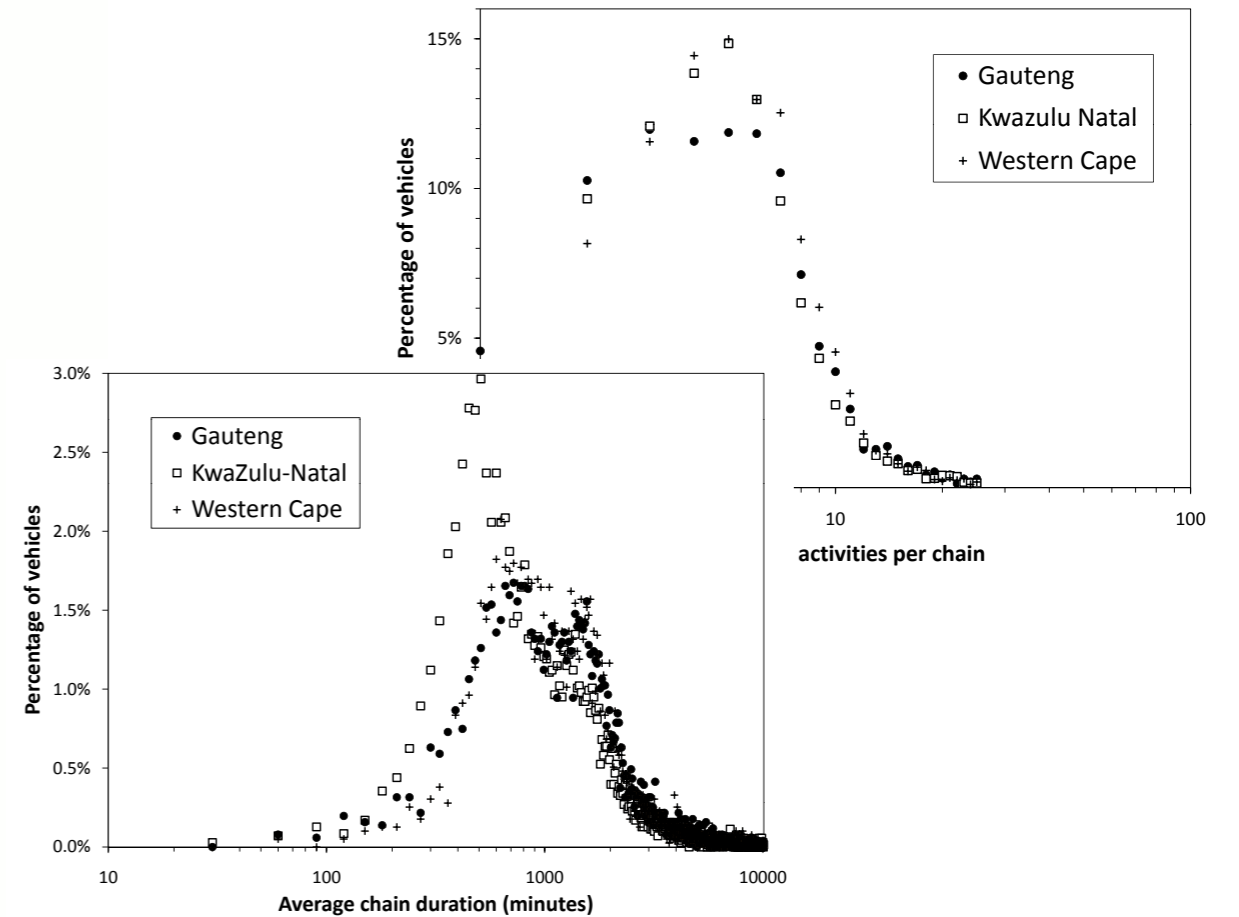 15%
10%
5%
Percentage of vehicles
Gauteng
Kwazulu Natal
Western Cape
10
100
activities per chain
3.0%
2.5%
2.0%
1.5%
1.0%
0.5%
0.0%
Percentage of vehicles
Gauteng
KwaZulu-Natal
Western Cape
10
100
1000
10000
Average chain duration (minutes)